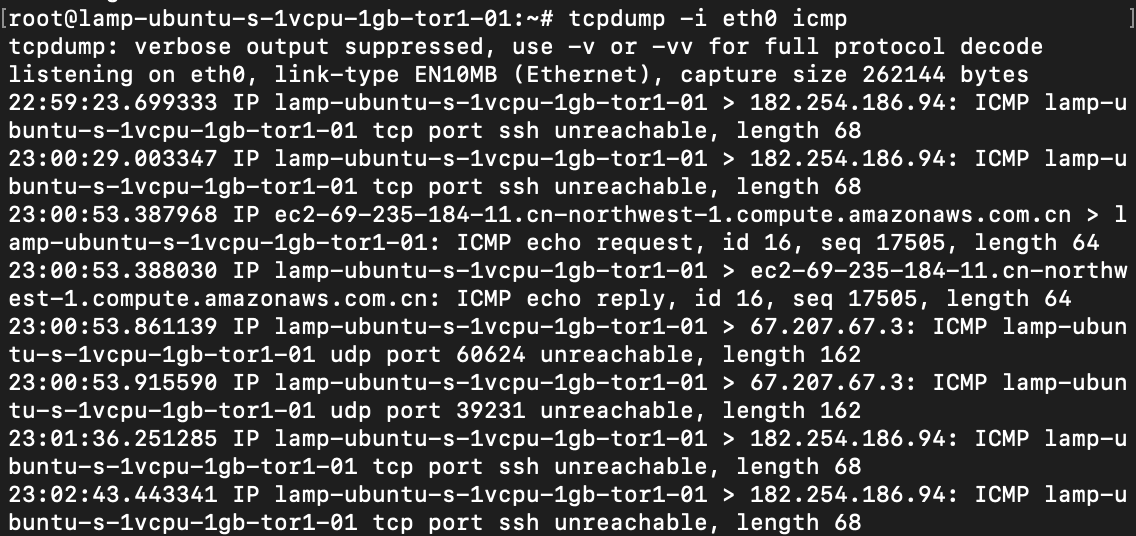 [root@lamp-ubuntu-s-1vcpu-1gb-tor1-01:~# tcpdump -i eth0 icmp ]
tcpdump: verbose output suppressed, use -v or -vv for full protocol decode
listening on eth0, link-type EN10MB (Ethernet), capture size 262144 bytes
22:59:23.699333 IP lamp-ubuntu-s-1vcpu-1gb-tor1-01 > 182.254.186.94: ICMP lamp-u
buntu-s-1vcpu-1gb-tor1-01 tcp port ssh unreachable, length 68
23:00:29.003347 IP lamp-ubuntu-s-1vcpu-1gb-tor1-01 > 182.254.186.94: ICMP lamp-u
buntu-s-1vcpu-1gb-tor1-01 tcp port ssh unreachable, length 68
23:00:53.387968 IP ec2-69-235-184-11.cn-northwest-1.compute.amazonaws.com.cn > l
amp-ubuntu-s-1vcpu-1gb-tor1-01: ICMP echo request, id 16, seq 17505, length 64
23:00:53.388030 IP lamp-ubuntu-s-1vcpu-1gb-tor1-01 > ec2-69-235-184-11.cn-northw
est-1.compute.amazonaws.com.cn: ICMP echo reply, id 16, seq 17505, length 64
23:00:53.861139 IP lamp-ubuntu-s-1vcpu-1gb-tor1-01 > 67.207.67.3: ICMP lamp-ubun
tu-s-1vcpu-1gb-tor1-01 udp port 60624 unreachable, length 162
23:00:53.915590 IP lamp-ubuntu-s-1vcpu-1gb-tor1-01 > 67.207.67.3: ICMP lamp-ubun
tu-s-1vcpu-1gb-tor1-01 udp port 39231 unreachable, length 162
23:01:36.251285 IP lamp-ubuntu-s-1vcpu-1gb-tor1-01 > 182.254.186.94: ICMP lamp-u
buntu-s-1vcpu-1gb-tor1-01 tcp port ssh unreachable, length 68
23:02:43.443341 IP lamp-ubuntu-s-1vcpu-1gb-tor1-01 > 182.254.186.94: ICMP lamp-u
buntu-s-1vcpu-1gb-tor1-01 tcp port ssh unreachable, length 68